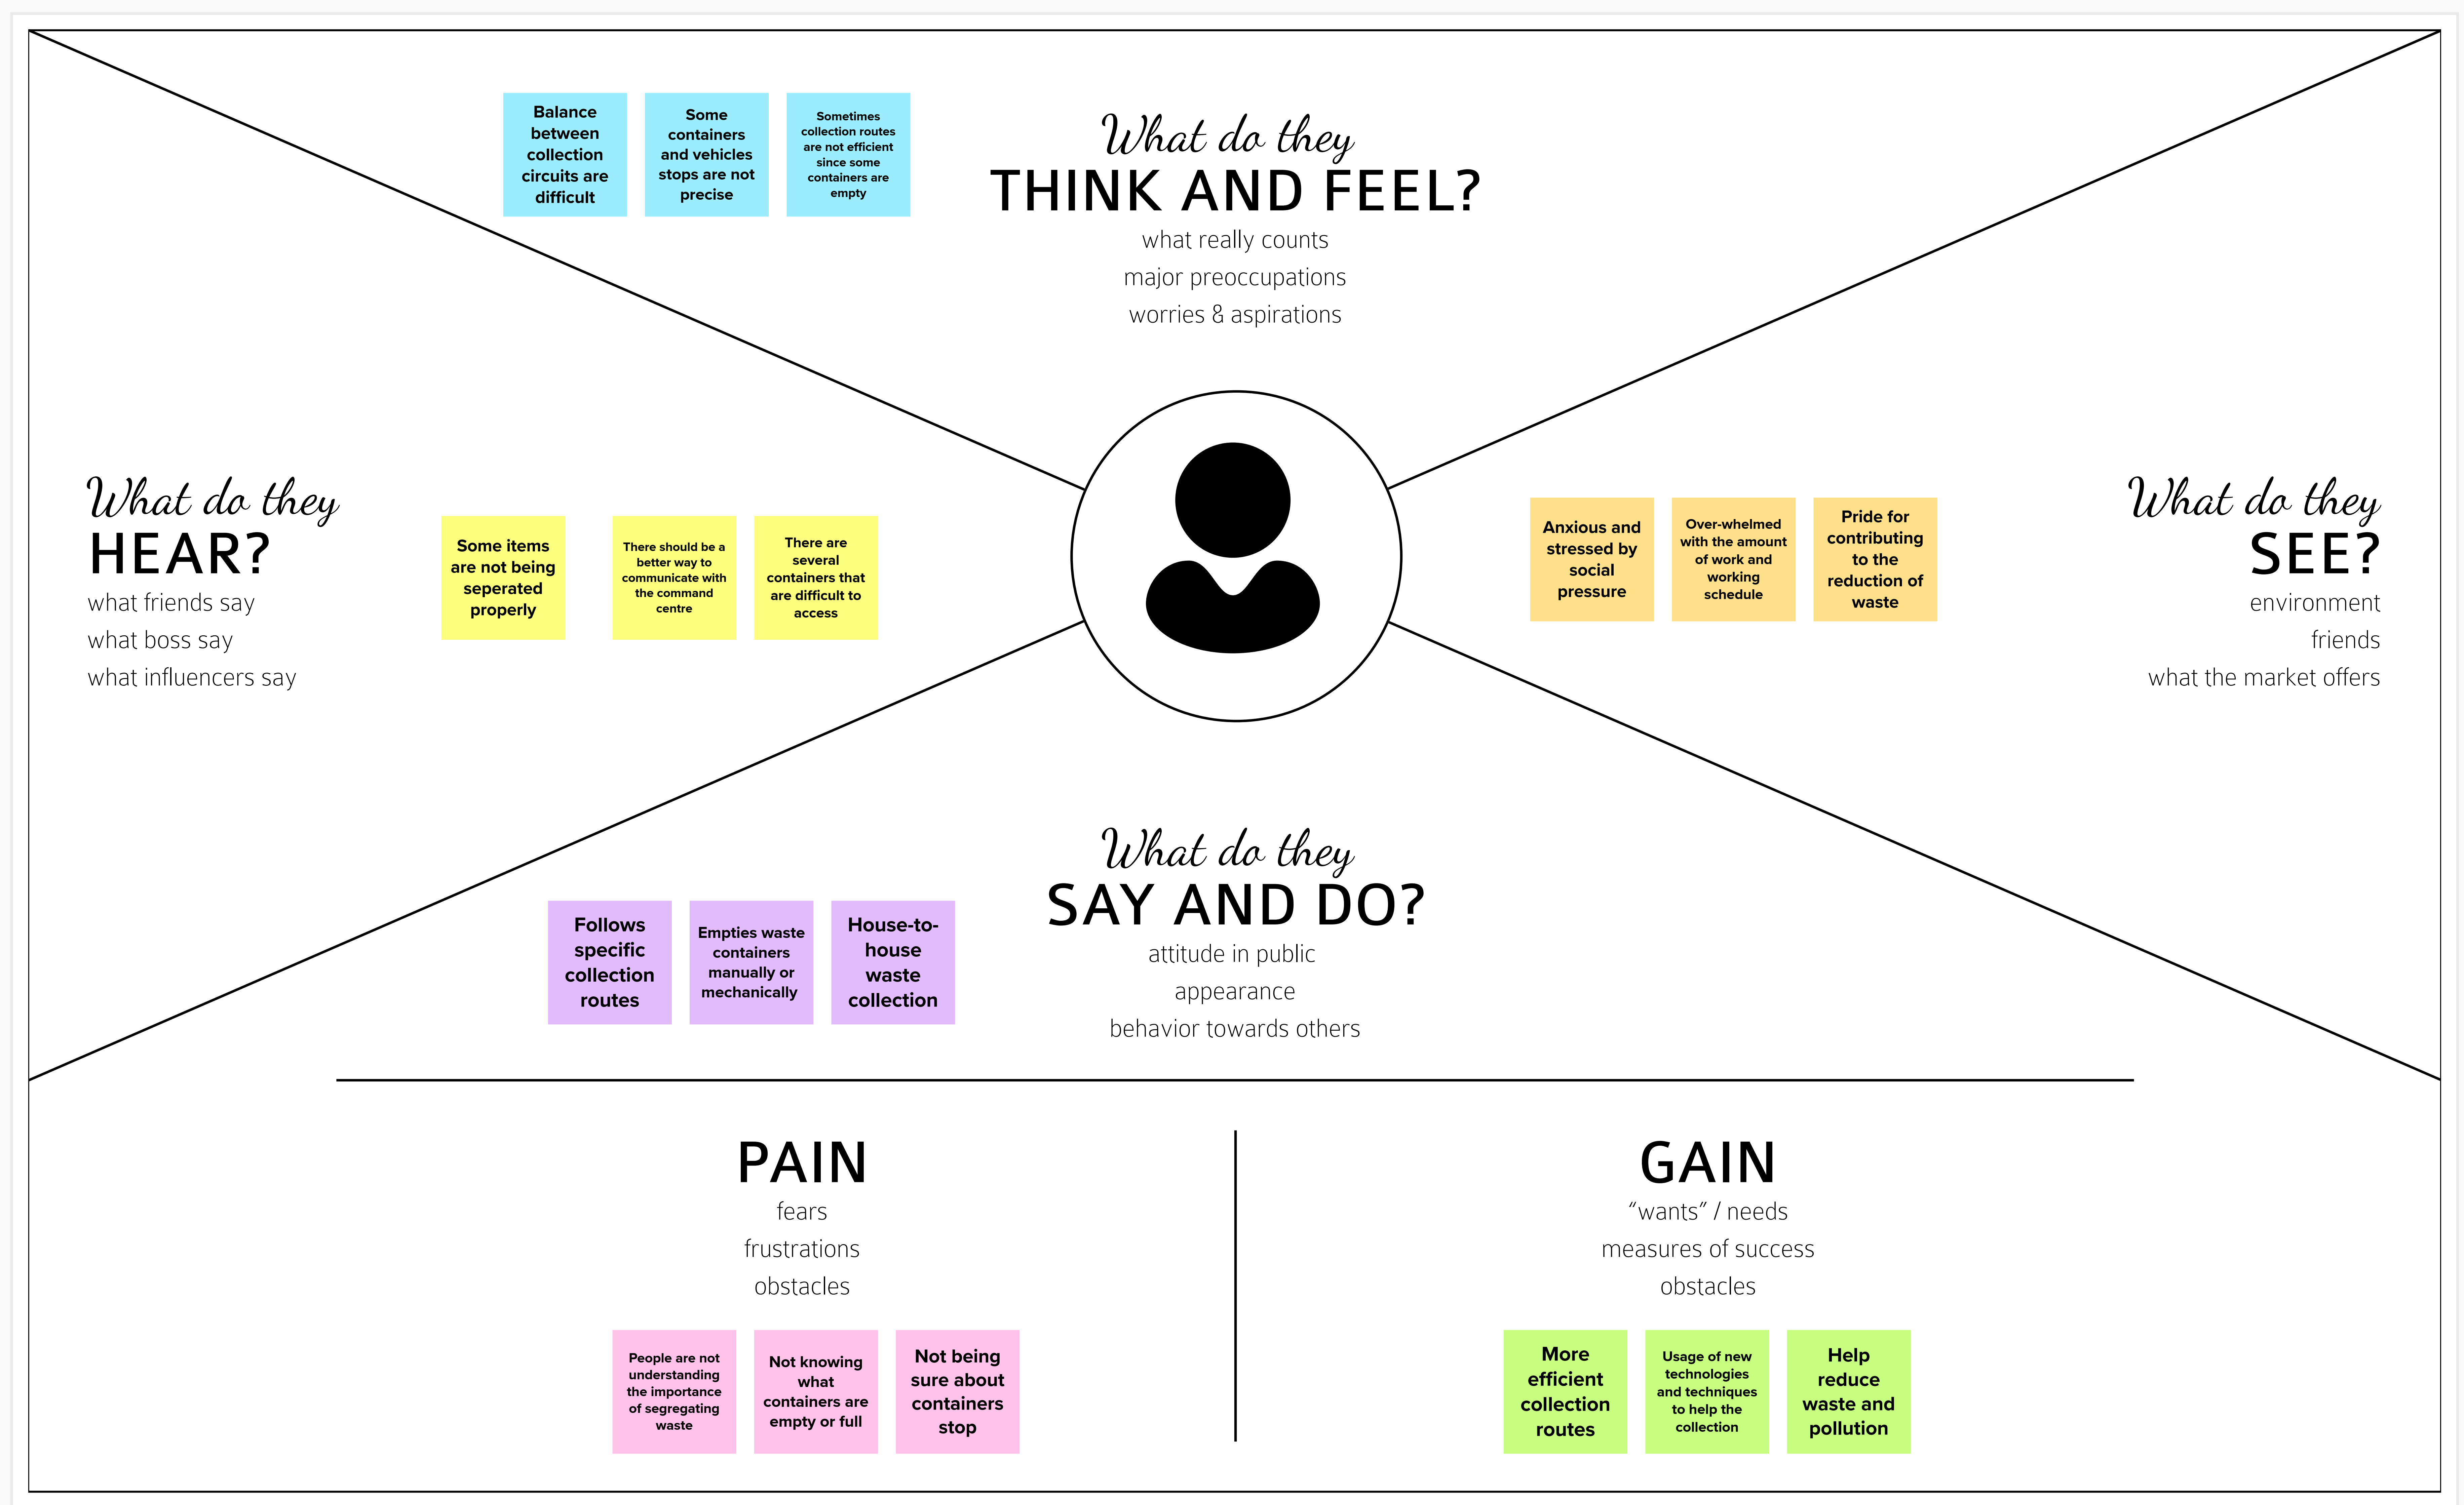 Balance
between
collection
circuits are
difficult
Some
containers
and vehicles
stops are not
precise
Sometimes
collection routes
are not efficient
since some
containers are
empty
What do they
THINK AND FEEL?
what really counts
major preoccupations
worries & aspirations
What do they
HEAR?
what friends say
what boss say
what influencers say
Some items
are not being
seperated
properly
There should be a
better way to
communicate with
the command
centre
There are
several
containers that
are difficult to
access
Anxious and
stressed by
social
pressure
Over-whelmed
with the amount
of work and
working
schedule
Pride for
contributing
to the
reduction of
waste
What do they
SEE?
environment
friends
what the market offers
What do they
SAY AND DO?
attitude in public
appearance
behavior towards others
Follows
specific
collection
routes
Empties waste
containers
manually or
mechanically
House-to-
house
waste
collection
PAIN
fears
frustrations
obstacles
People are not
understanding
the importance
of segregating
waste
Not knowing
what
containers are
empty or full
Not being
sure about
containers
stop
GAIN
“wants” / needs
measures of success
obstacles
More
efficient
collection
routes
Usage of new
technologies
and techniques
to help the
collection
Help
reduce
waste and
pollution